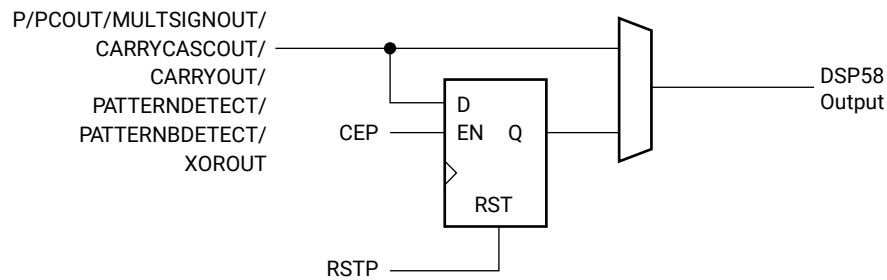 P/PCOUT/MULTSIGNOUT/
CARRYCASCOUT/
CARRYOUT/
PATTERNDETECT/
PATTERNBDETECT/
XOROUT
CEP
RSTP
D
EN Q
RST
DSP58
Output